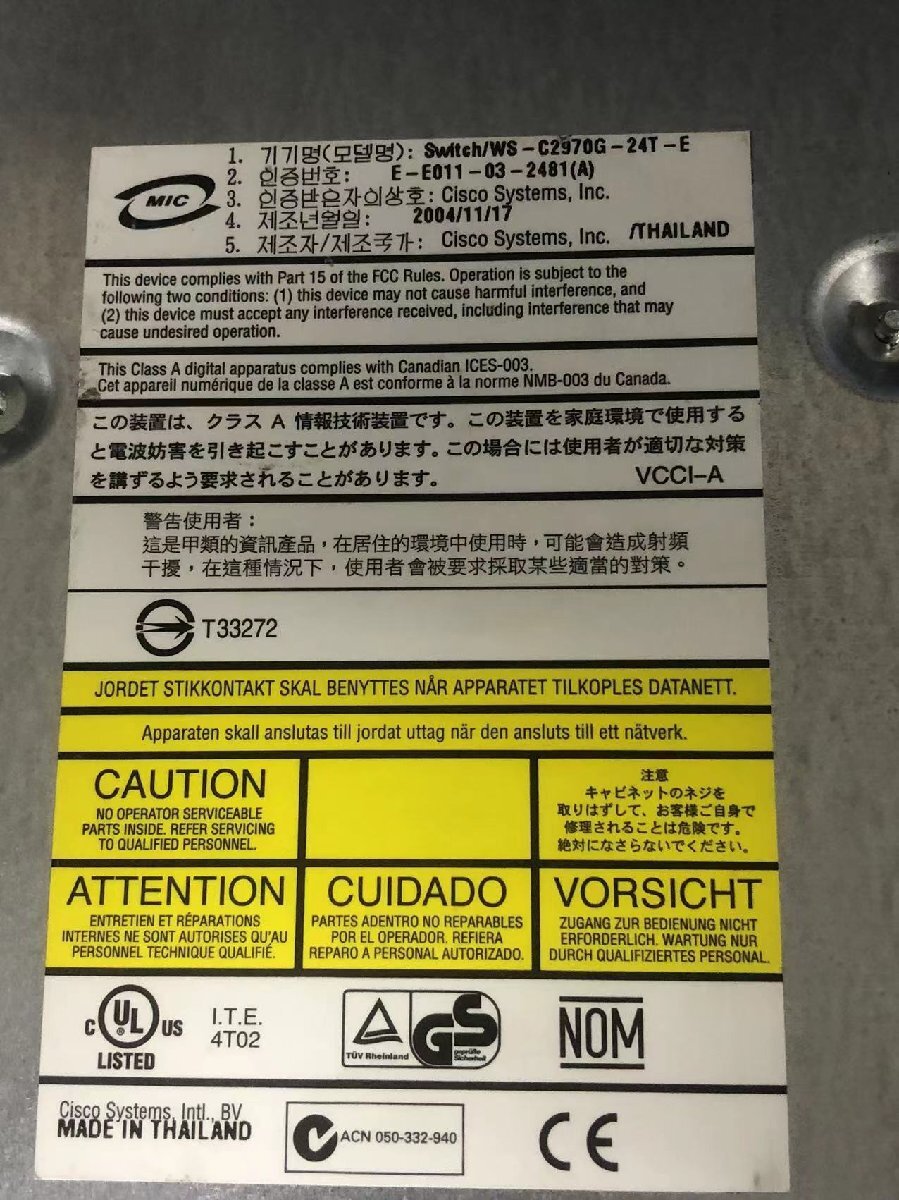 MIC
1. 기기명(모델명): Switch/WS-C2970G-24T-E
2. 인증번호: E-E011-03-2481(A)
3. 인증받은자의상호: Cisco Systems, Inc.
4. 제조년월일: 2004/11/17
5. 제조자/제조국가: Cisco Systems, Inc. /THAILAND
This device complies with Part 15 of the FCC Rules. Operation is subject to the
following two conditions: (1) this device may not cause harmful interference, and
(2) this device must accept any interference received, including Interference that may
cause undesired operation.
This Class A digital apparatus complies with Canadian ICES-003.
Cet appareil numérique de la classe A est conforme à la norme NMB-003 du Canada.
この装置は、クラス A 情報技術装置です。この装置を家庭環境で使用する
と電波妨害を引き起こすことがあります。この場合には使用者が適切な対策
を講ずるよう要求されることがあります。 VCCI-A
警告使用者：
這是甲類的資訊產品，在居住的環境中使用時，可能會造成射頻
干擾，在這種情況下，使用者會被要求採取某些適當的對策。
T33272
JORDET STIKKONTAKT SKAL BENYTTES NÅR APPARATET TILKOPLES DATANETT.
Apparaten skall anslutas till jordat uttag när den ansluts till ett nätverk.
CAUTION
NO OPERATOR SERVICEABLE
PARTS INSIDE. REFER SERVICING
TO QUALIFIED PERSONNEL.
注意
キャビネットのネジを
取りはずして、お客様ご自身で
修理されることは危険です。
絶対になさらないでください。
ATTENTION
ENTRETIEN ET RÉPARATIONS
INTERNES NE SONT AUTORISES QU'AU
PERSONNEL TECHNIQUE QUALIFIÉ.
CUIDADO
PARTES ADENTRO NO REPARABLES
POR EL OPERADOR. REFIERA
REPARO A PERSONAL AUTORIZADO.
VORSICHT
ZUGANG ZUR BEDIENUNG NICHT
ERFORDERLICH. WARTUNG NUR
DURCH QUALIFIZIERTES PERSONAL.
C UL US
LISTED
I.T.E.
4T02
TÜV Rheinland
GS
geprüfte
Sicherheit
NOM
Cisco Systems, Intl., BV
MADE IN THAILAND
ACN 050-332-940
CE